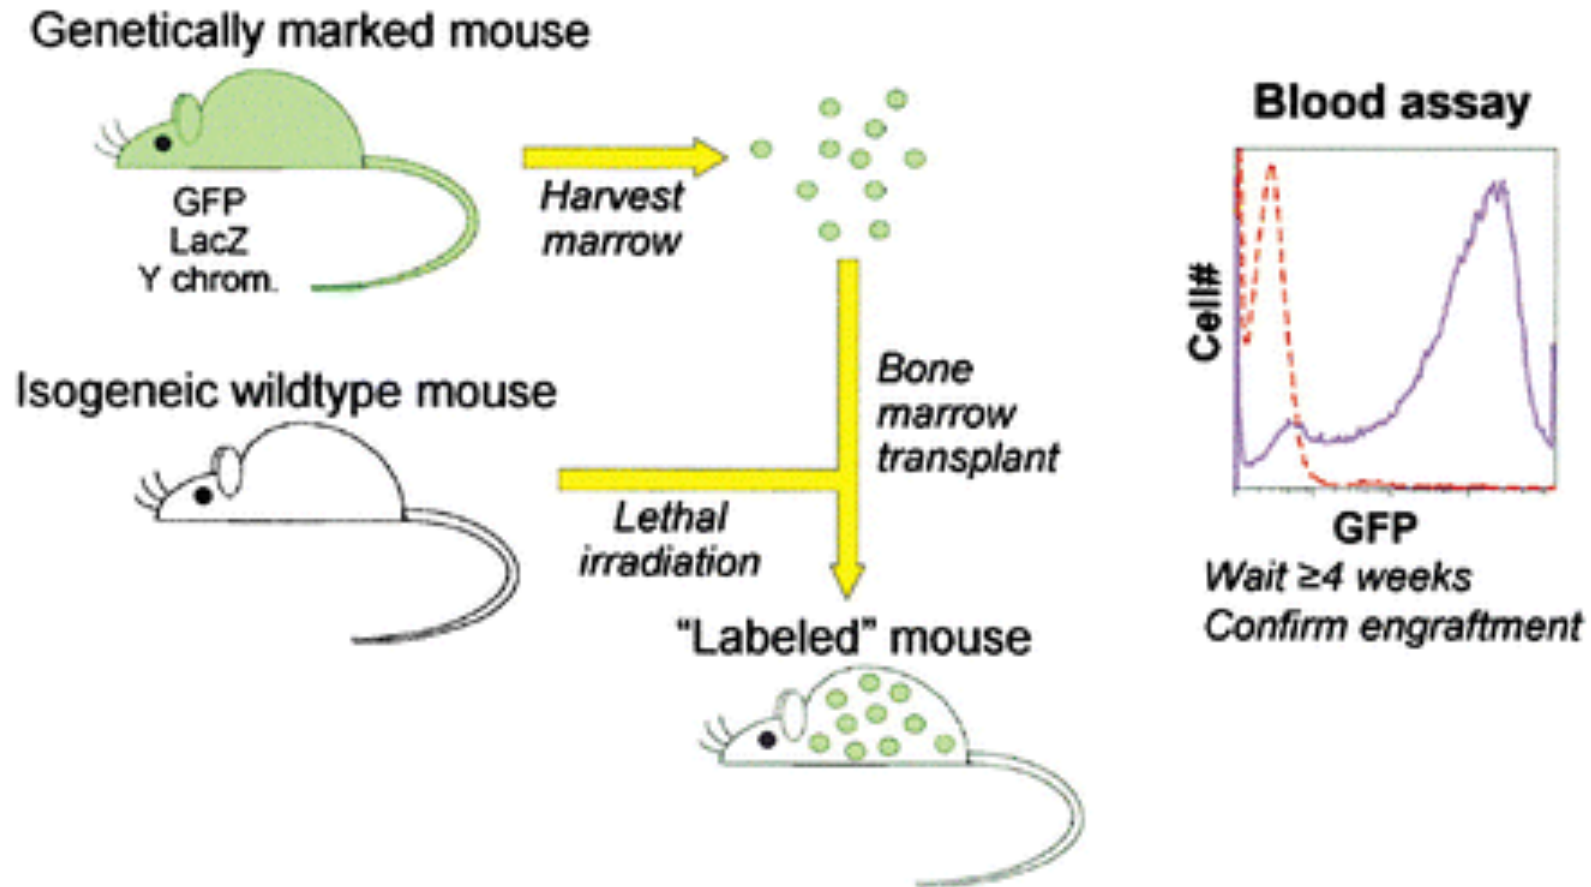 Genetically marked mouse
GFP
LacZ
Y chrom.
Harvest
marrow
Isogeneic wildtype mouse
Lethal
irradiation
Bone
marrow
transplant
"Labeled" mouse
Blood assay
Cell#
GFP
Wait ≥4 weeks
Confirm engraftment